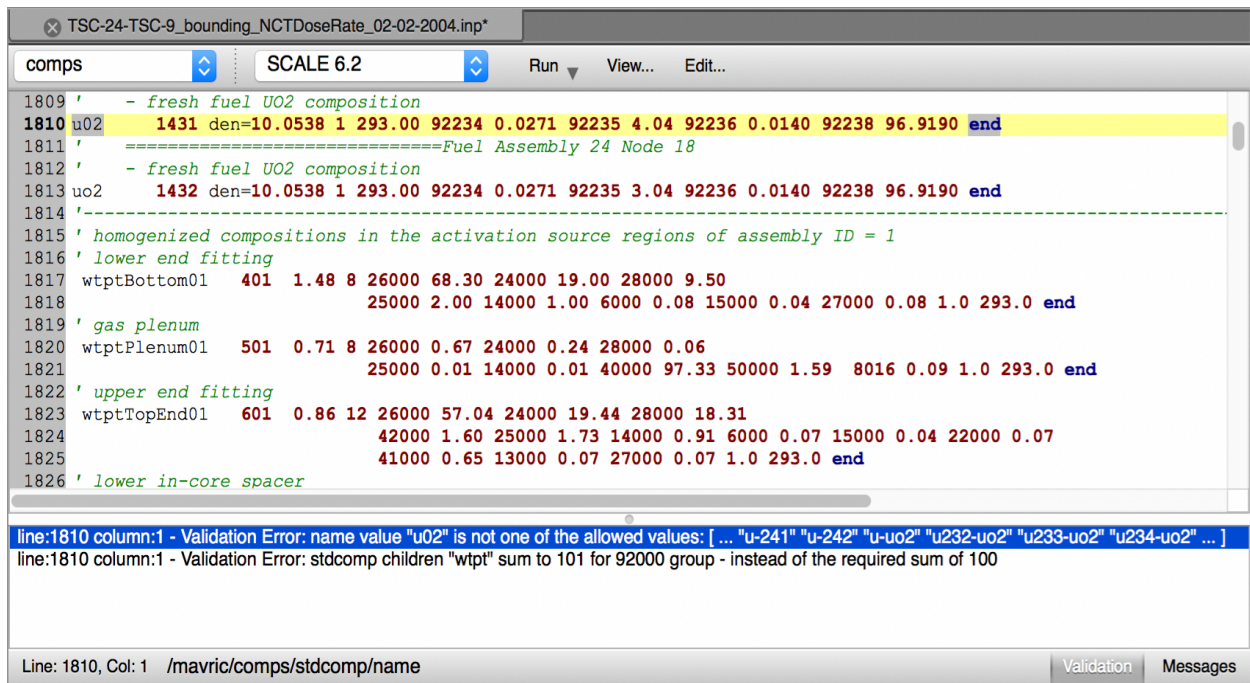 TSC-24-TSC-9_bounding_NCTDoseRate_02-02-2004.inp*
comps SCALE 6.2 Run View... Edit...
1809 '   - fresh fuel UO2 composition
1810 u02     1431 den=10.0538 1 293.00 92234 0.0271 92235 4.04 92236 0.0140 92238 96.9190 end
1811 '   ==============================Fuel Assembly 24 Node 18
1812 '   - fresh fuel UO2 composition
1813 uo2     1432 den=10.0538 1 293.00 92234 0.0271 92235 3.04 92236 0.0140 92238 96.9190 end
1814 '-------------------------------------------------------------------------------------------------------------
1815 ' homogenized compositions in the activation source regions of assembly ID = 1
1816 ' lower end fitting
1817  wtptBottom01   401  1.48 8 26000 68.30 24000 19.00 28000 9.50
1818                             25000 2.00 14000 1.00 6000 0.08 15000 0.04 27000 0.08 1.0 293.0 end
1819 ' gas plenum
1820  wtptPlenum01   501  0.71 8 26000 0.67 24000 0.24 28000 0.06
1821                             25000 0.01 14000 0.01 40000 97.33 50000 1.59  8016 0.09 1.0 293.0 end
1822 ' upper end fitting
1823  wtptTopEnd01   601  0.86 12 26000 57.04 24000 19.44 28000 18.31
1824                              42000 1.60 25000 1.73 14000 0.91 6000 0.07 15000 0.04 22000 0.07
1825                              41000 0.65 13000 0.07 27000 0.07 1.0 293.0 end
1826 ' lower in-core spacer
line:1810 column:1 - Validation Error: name value "u02" is not one of the allowed values: [ ... "u-241" "u-242" "u-uo2" "u232-uo2" "u233-uo2" "u234-uo2" ... ]
line:1810 column:1 - Validation Error: stdcomp children "wtpt" sum to 101 for 92000 group - instead of the required sum of 100
Line: 1810, Col: 1 /mavric/comps/stdcomp/name Validation Messages